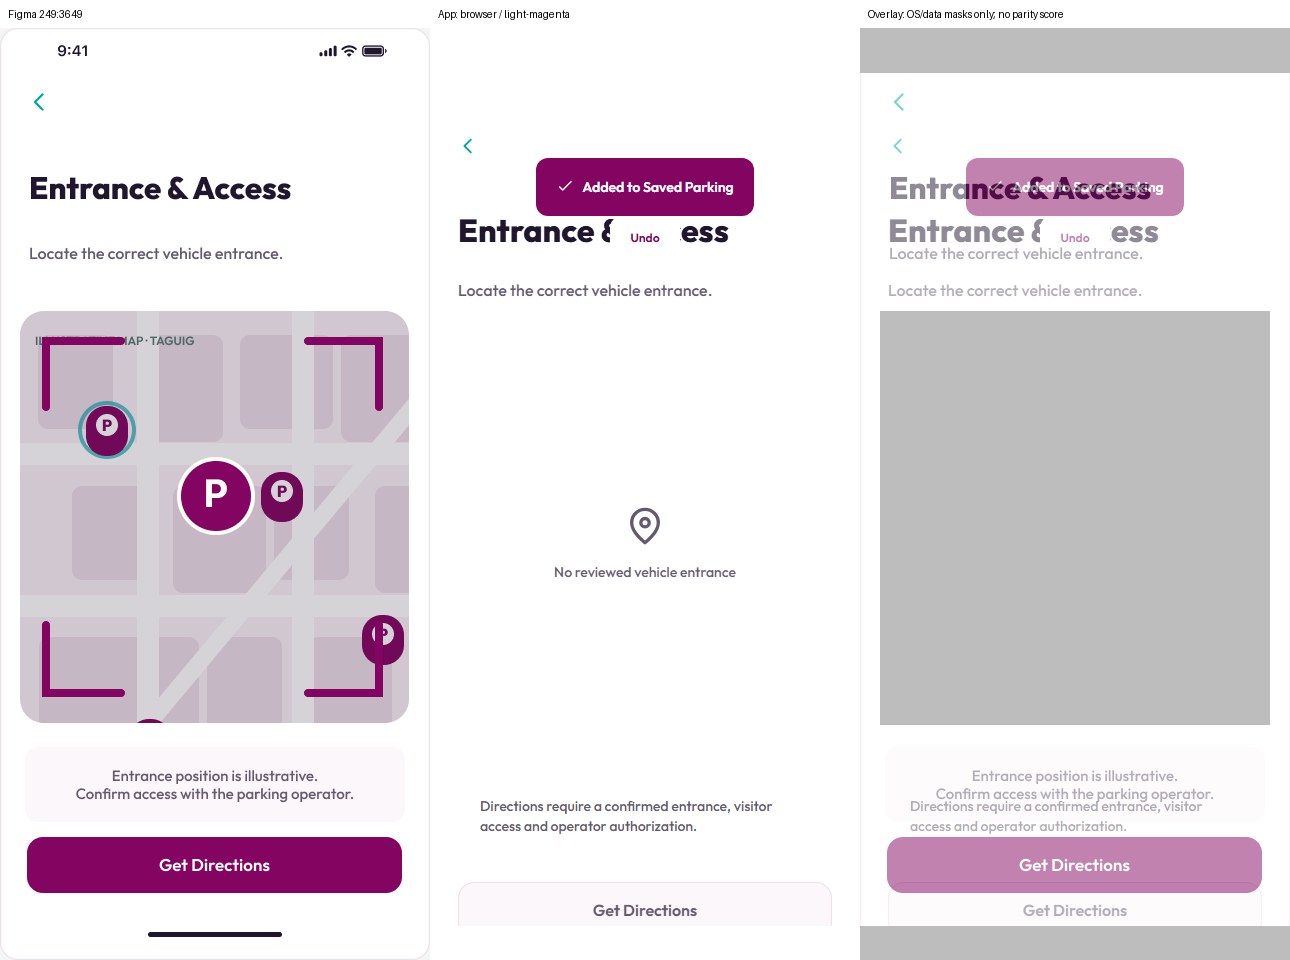 Figma 249:3649
9:41
Entrance & Access
Locate the correct vehicle entrance.
MAP · TAGUIG
P
P
P
P
Entrance position is illustrative.
Confirm access with the parking operator.
Get Directions
App: browser / light-magenta
Added to Saved Parking
Entrance & ess
Undo
Locate the correct vehicle entrance.
No reviewed vehicle entrance
Directions require a confirmed entrance, visitor
access and operator authorization.
Get Directions
Overlay: OS/data masks only; no parity score
Added to Saved Parking
Entrance & Access
Entrance & ess
Undo
Locate the correct vehicle entrance.
Locate the correct vehicle entrance.
Entrance position is illustrative.
Confirm access with the parking operator.
Directions require a confirmed entrance, visitor
access and operator authorization.
Get Directions
Get Directions